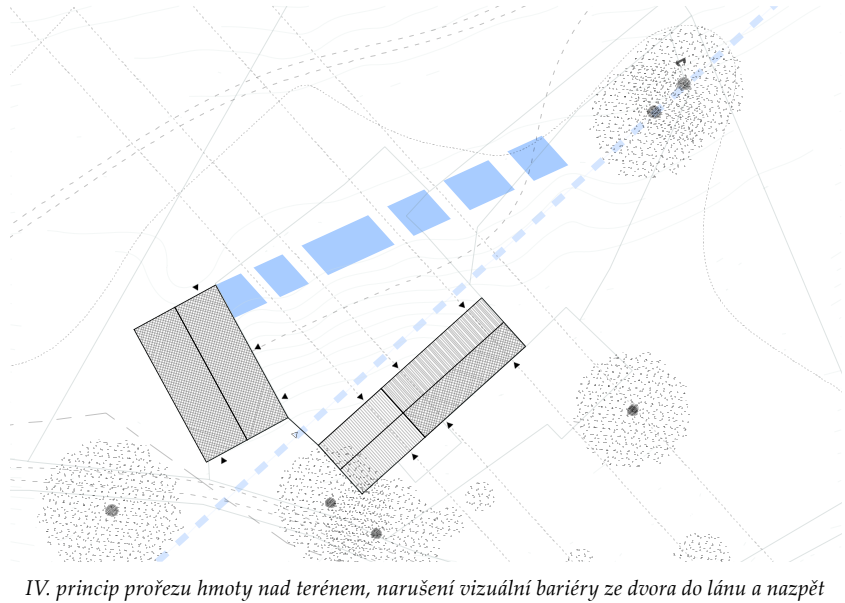 IV. princip prořezu hmoty nad terénem, narušení vizuální bariéry ze dvora do lánu a nazpět